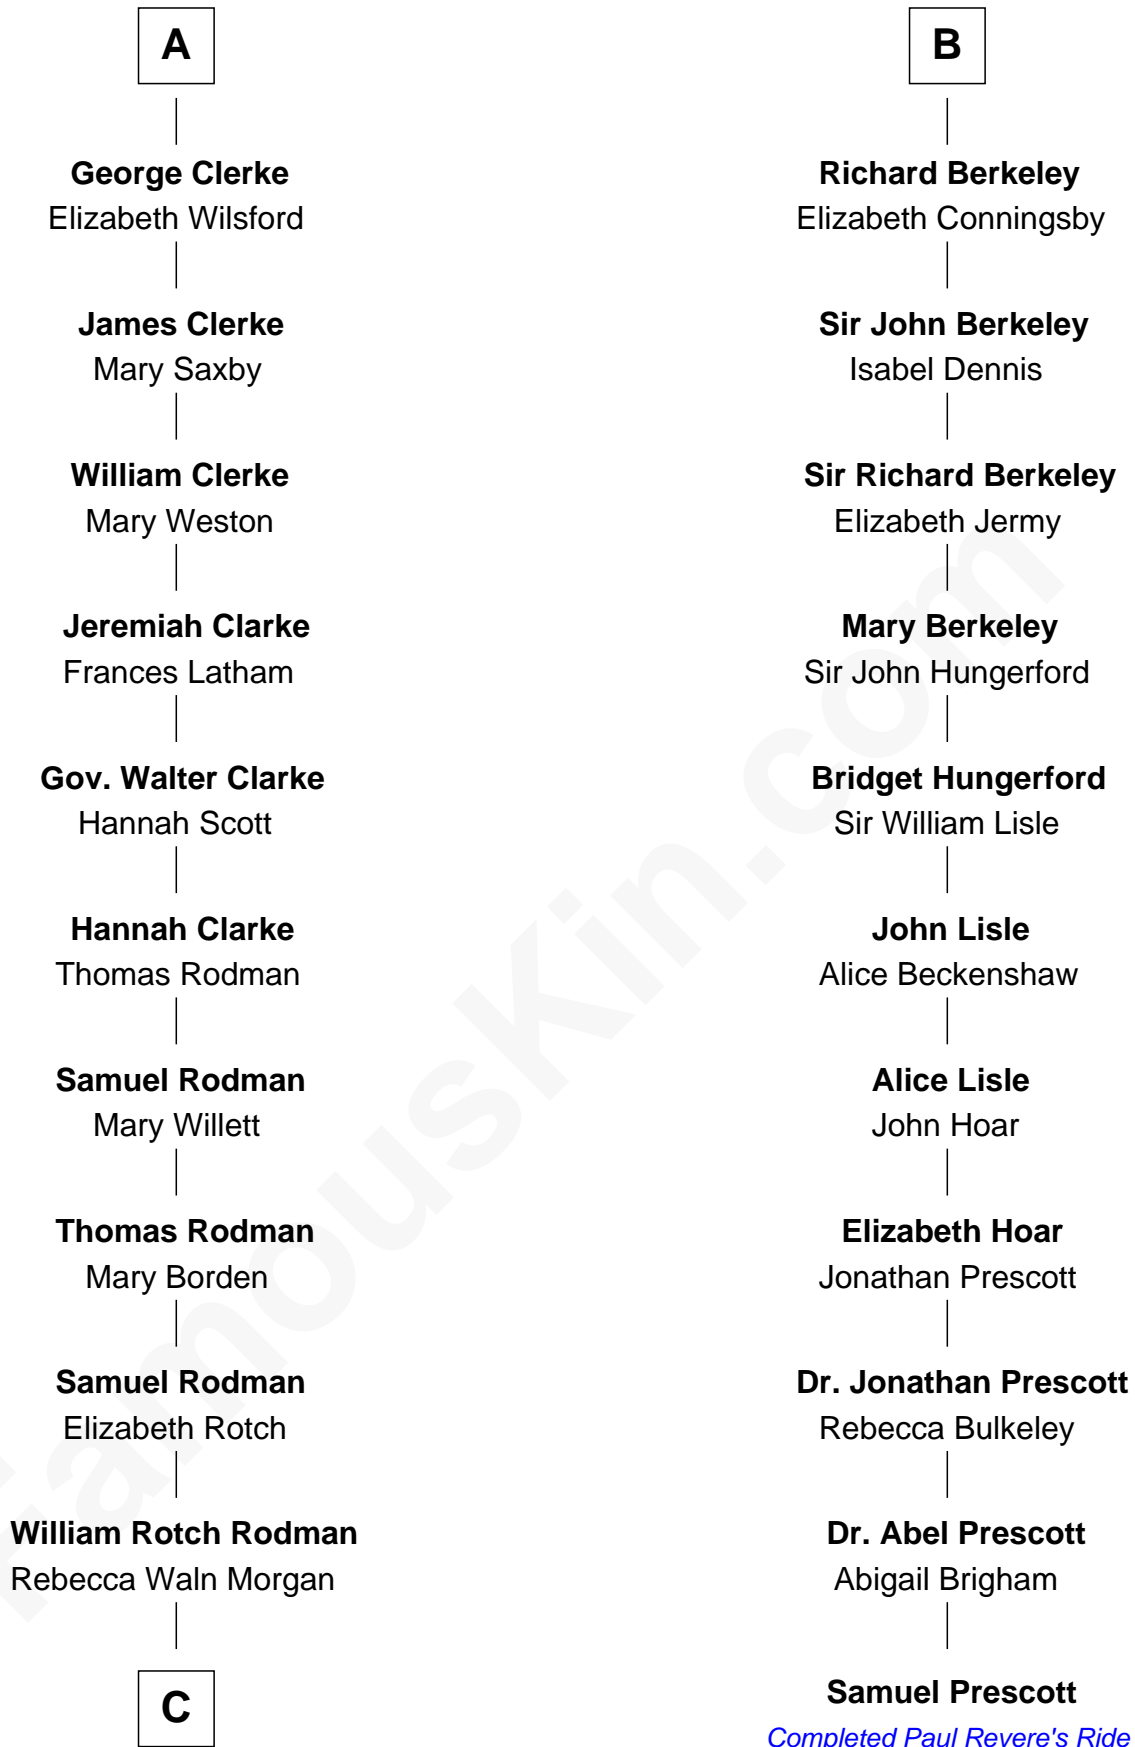 A
George Clerke
Elizabeth Wilsford
James Clerke
Mary Saxby
William Clerke
Mary Weston
Jeremiah Clarke
Frances Latham
Gov. Walter Clarke
Hannah Scott
Hannah Clarke
Thomas Rodman
Samuel Rodman
Mary Willett
Thomas Rodman
Mary Borden
Samuel Rodman
Elizabeth Rotch
William Rotch Rodman
Rebecca Waln Morgan
C
B
Richard Berkeley
Elizabeth Conningsby
Sir John Berkeley
Isabel Dennis
Sir Richard Berkeley
Elizabeth Jermy
Mary Berkeley
Sir John Hungerford
Bridget Hungerford
Sir William Lisle
John Lisle
Alice Beckenshaw
Alice Lisle
John Hoar
Elizabeth Hoar
Jonathan Prescott
Dr. Jonathan Prescott
Rebecca Bulkeley
Dr. Abel Prescott
Abigail Brigham
Samuel Prescott
Completed Paul Revere's Ride
FamousKin.com